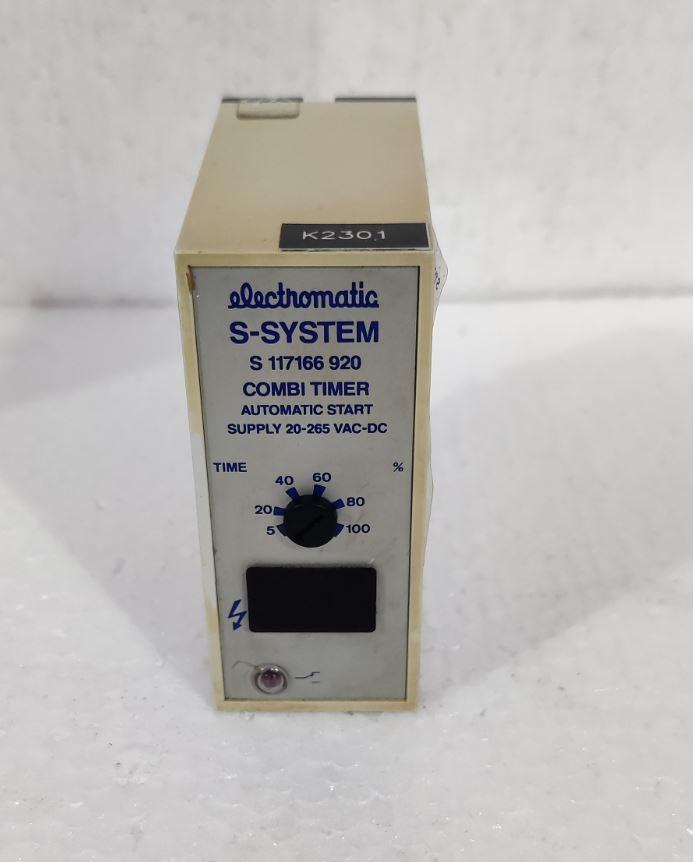 K2301
electromatic
S-SYSTEM
S 117166 920
COMBI TIMER
AUTOMATIC START
SUPPLY 20-265 VAC-DC
TIME %
40 60
20 80
5 100